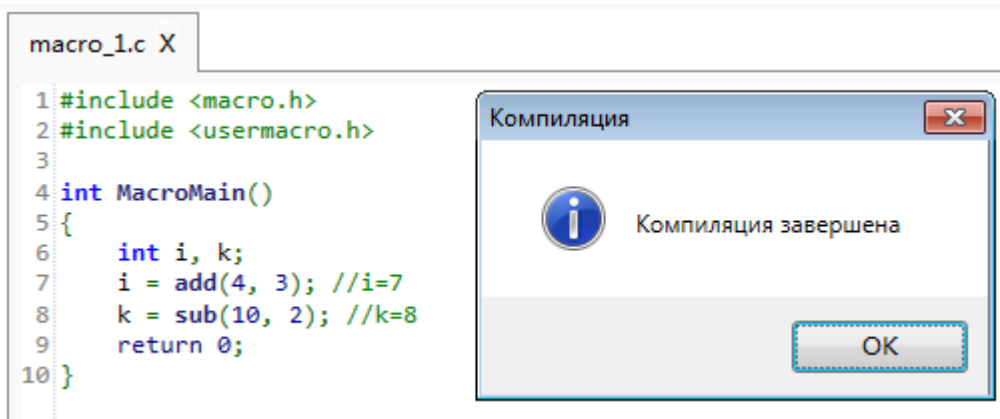 macro_1.c X
1 #include <macro.h>
2 #include <usermacro.h>
3
4 int MacroMain()
5 {
6     int i, k;
7     i = add(4, 3); //i=7
8     k = sub(10, 2); //k=8
9     return 0;
10 }
Компиляция
Компиляция завершена
OK